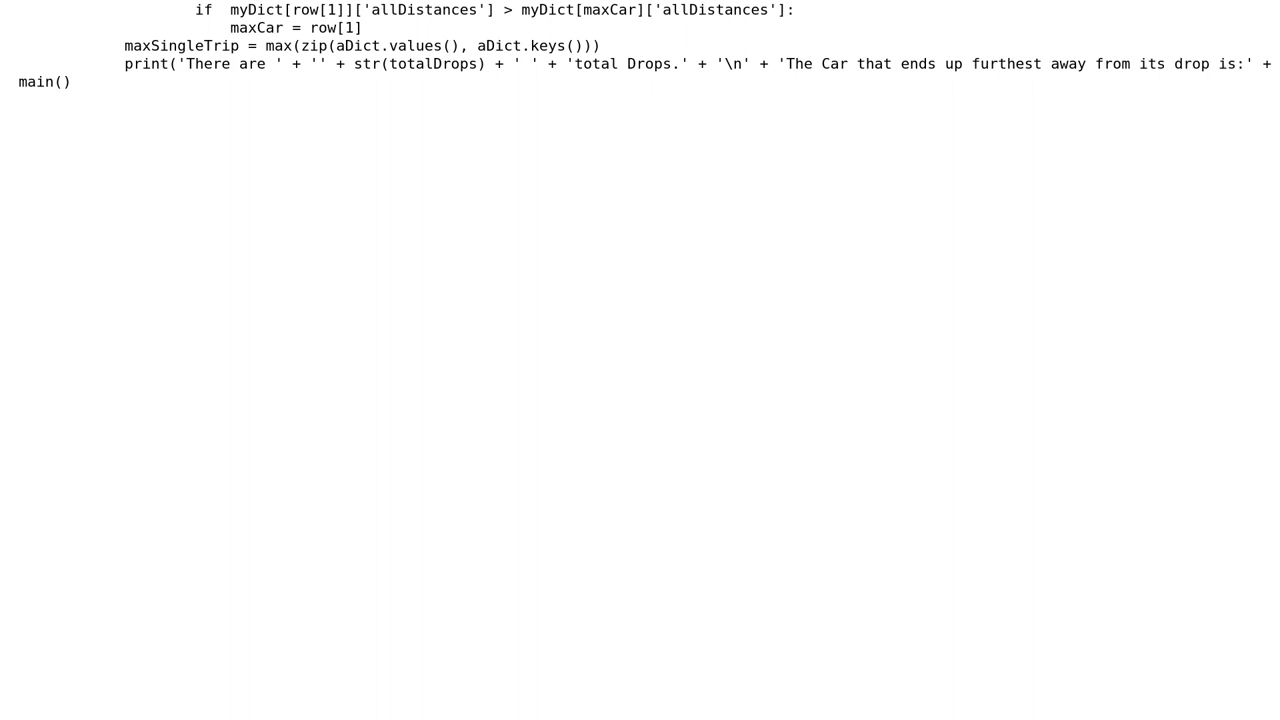 if  myDict[row[1]]['allDistances'] > myDict[maxCar]['allDistances']:
maxCar = row[1]
maxSingleTrip = max(zip(aDict.values(), aDict.keys()))
print('There are ' + '' + str(totalDrops) + ' ' + 'total Drops.' + '\n' + 'The Car that ends up furthest away from its drop is:' +
main()